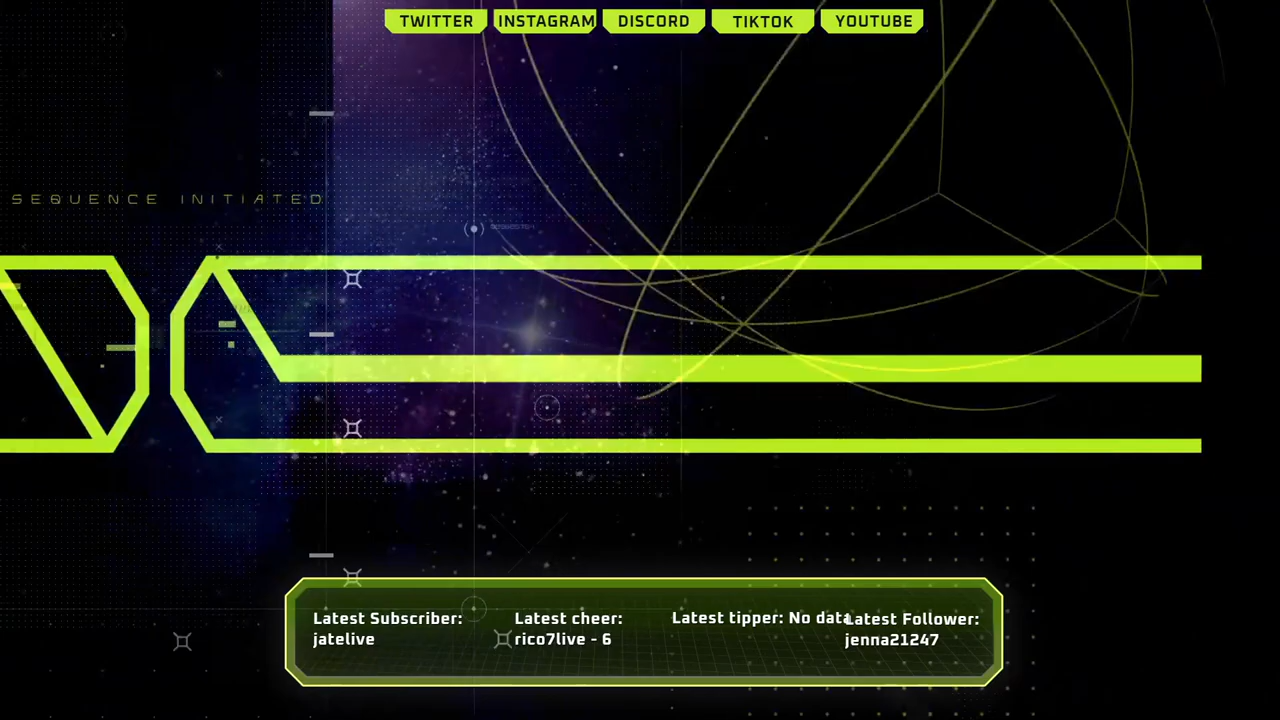 TWITTER INSTAGRAM DISCORD TIKTOK YOUTUBE
SEQUENCE INITIATED
Latest Subscriber:
jatelive
Latest cheer:
rico7live - 6
Latest tipper: No data
Latest Follower:
jenna21247